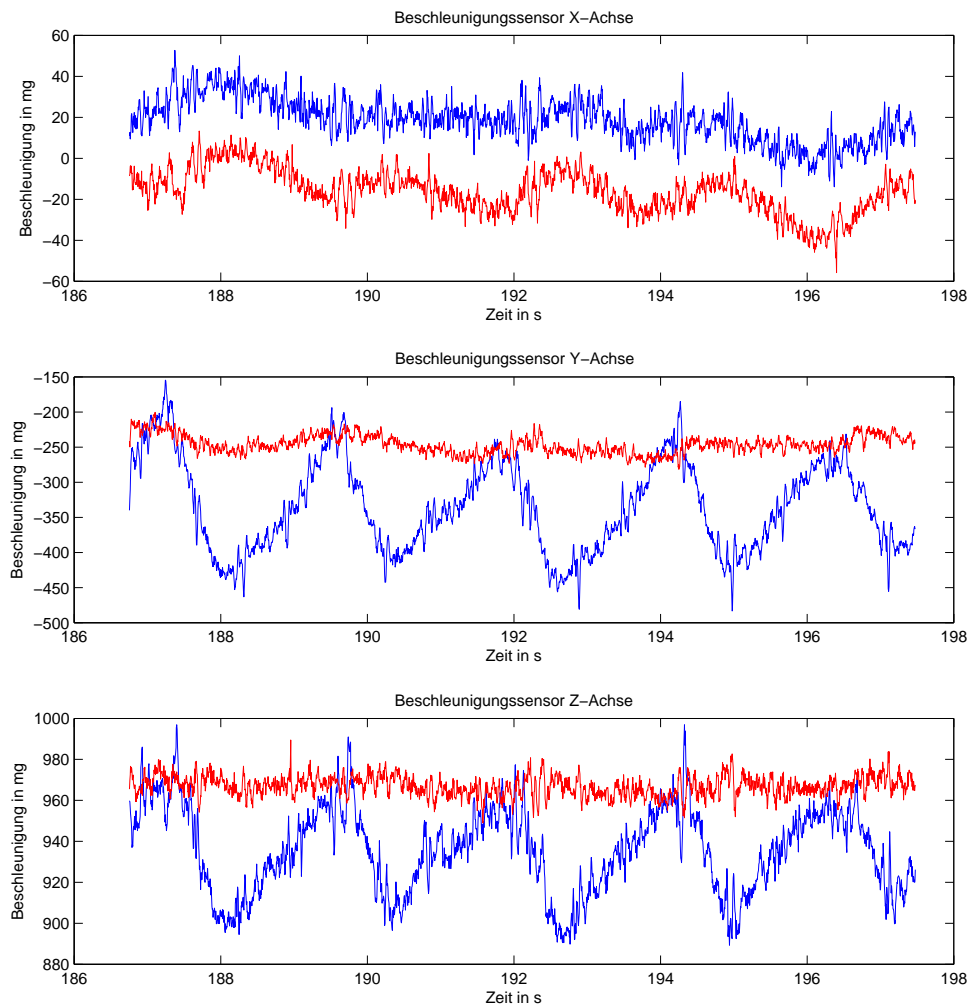 Beschleunigungssensor X−Achse
60
40
20
0
−20
−40
−60
Beschleunigung in mg
186 188 190 192 194 196 198
Zeit in s
Beschleunigungssensor Y−Achse
−150
−200
−250
−300
−350
−400
−450
−500
Beschleunigung in mg
186 188 190 192 194 196 198
Zeit in s
Beschleunigungssensor Z−Achse
1000
980
960
940
920
900
880
Beschleunigung in mg
186 188 190 192 194 196 198
Zeit in s